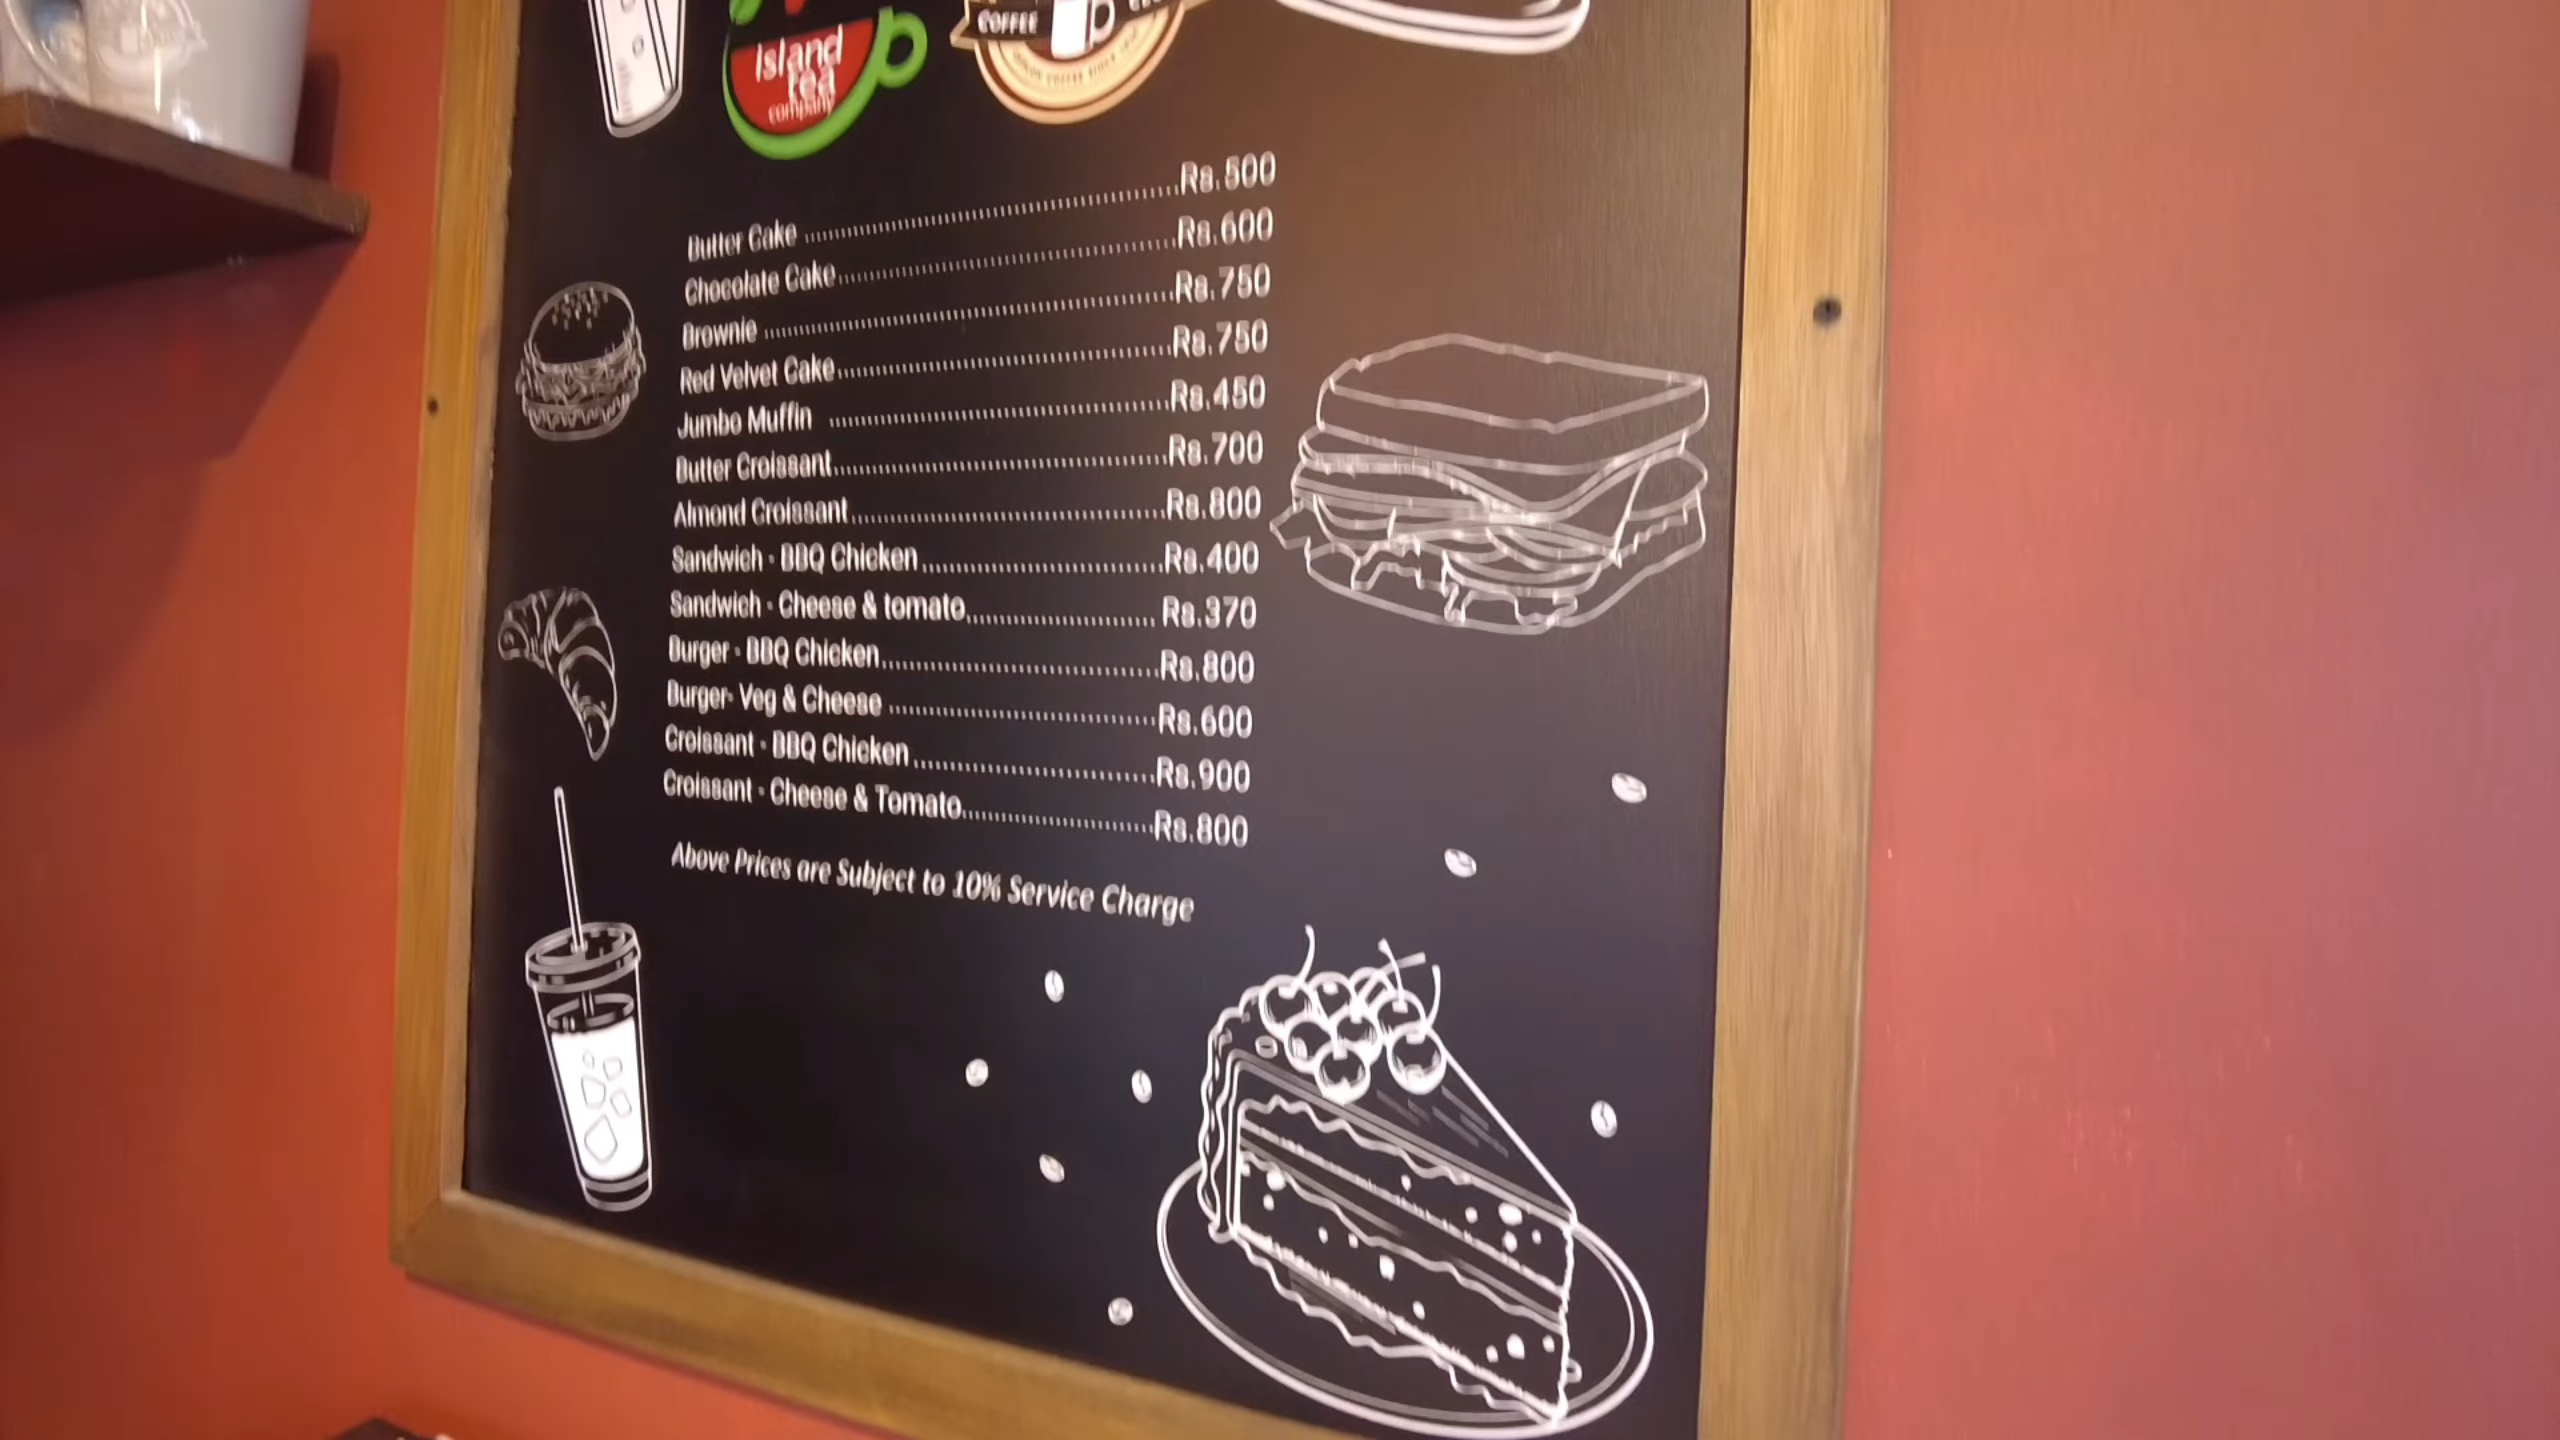 COFFEE
island
tea
company
Butter Cake ........................ Rs.500
Chocolate Cake ........................ Rs.600
Brownie ........................ Rs.750
Red Velvet Cake ........................ Rs.750
Jumbo Muffin ........................ Rs.450
Butter Croissant ........................ Rs.700
Almond Croissant ........................ Rs.800
Sandwich - BBQ Chicken ........................ Rs.400
Sandwich - Cheese & tomato ........................ Rs.370
Burger - BBQ Chicken ........................ Rs.800
Burger- Veg & Cheese ........................ Rs.600
Croissant - BBQ Chicken ........................ Rs.900
Croissant - Cheese & Tomato ........................ Rs.800
Above Prices are Subject to 10% Service Charge